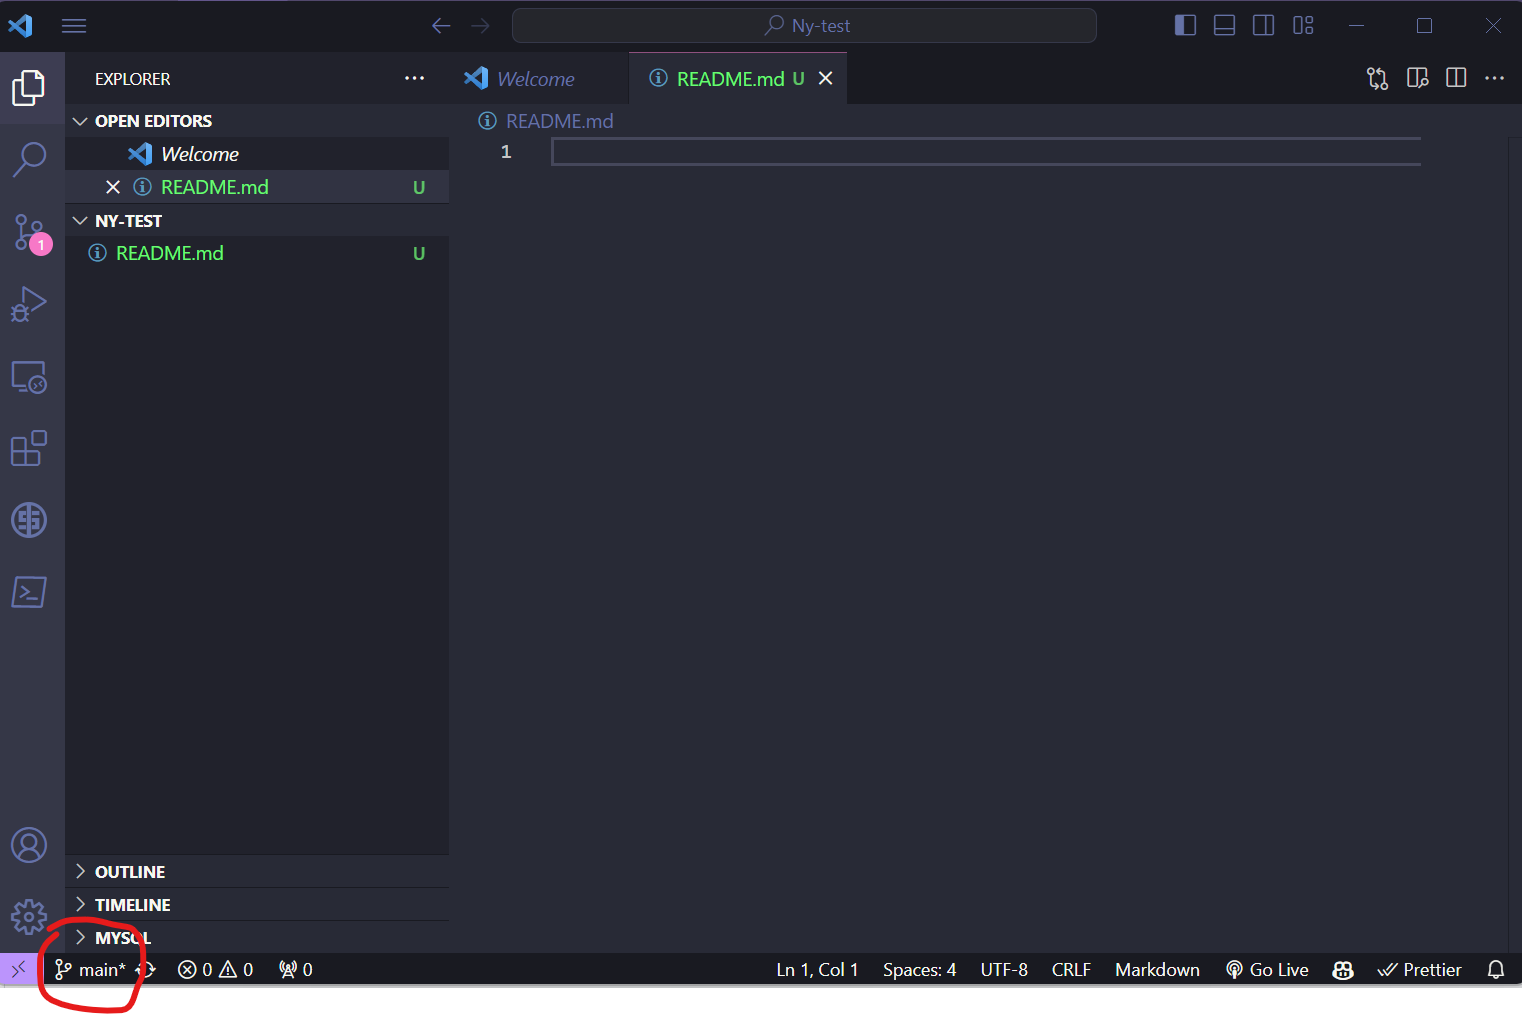 Ny-test
EXPLORER
Welcome
README.md U
OPEN EDITORS
README.md
Welcome
1
README.md U
NY-TEST
1
README.md U
OUTLINE
TIMELINE
MYSQL
main* 0 0 0 Ln 1, Col 1 Spaces: 4 UTF-8 CRLF Markdown Go Live Prettier